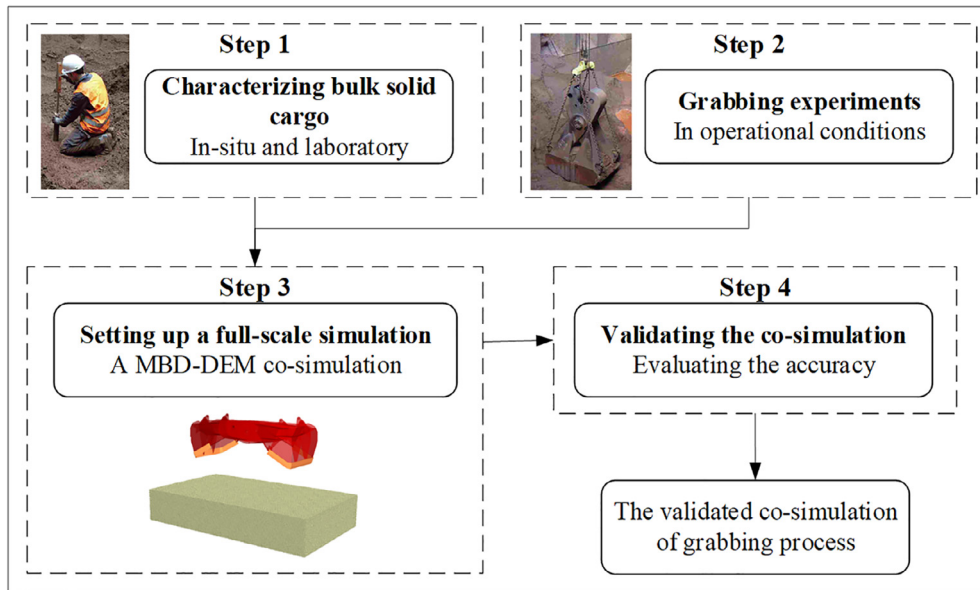 Step 1
Characterizing bulk solid
cargo
In-situ and laboratory
Step 2
Grabbing experiments
In operational conditions
Step 3
Setting up a full-scale simulation
A MBD-DEM co-simulation
Step 4
Validating the co-simulation
Evaluating the accuracy
The validated co-simulation
of grabbing process